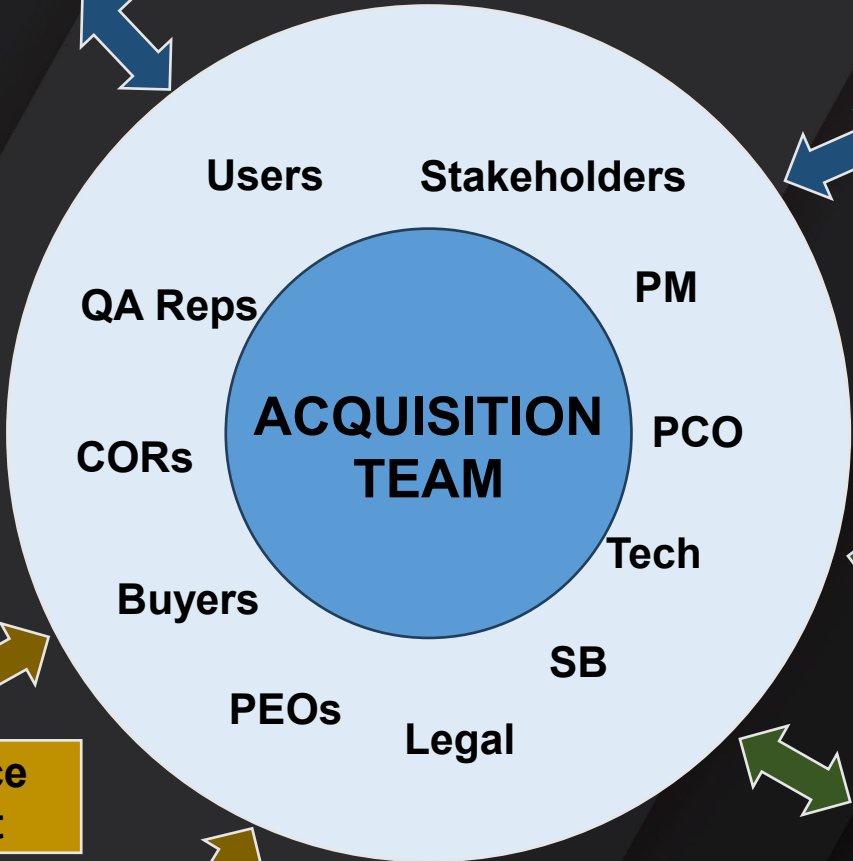 Users
Stakeholders
QA Reps
PM
ACQUISITION
TEAM
PCO
CORs
Tech
Buyers
SB
PEOs
Legal